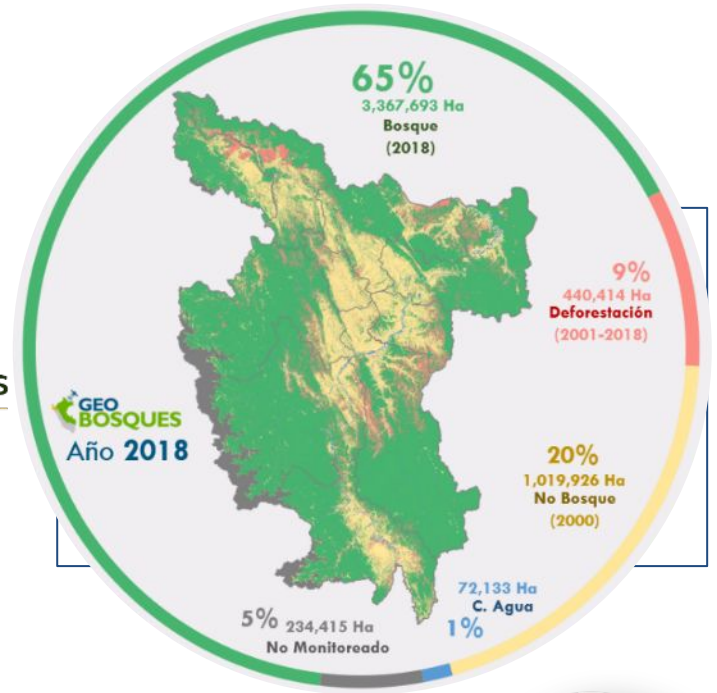 65%
3,367,693 Ha
Bosque
(2018)
9%
440,414 Ha
Deforestación
(2001-2018)
S
GEO
BOSQUES
Año 2018
20%
1,019,926 Ha
No Bosque
(2000)
72,133 Ha
C. Agua
1%
5% 234,415 Ha
No Monitoreado